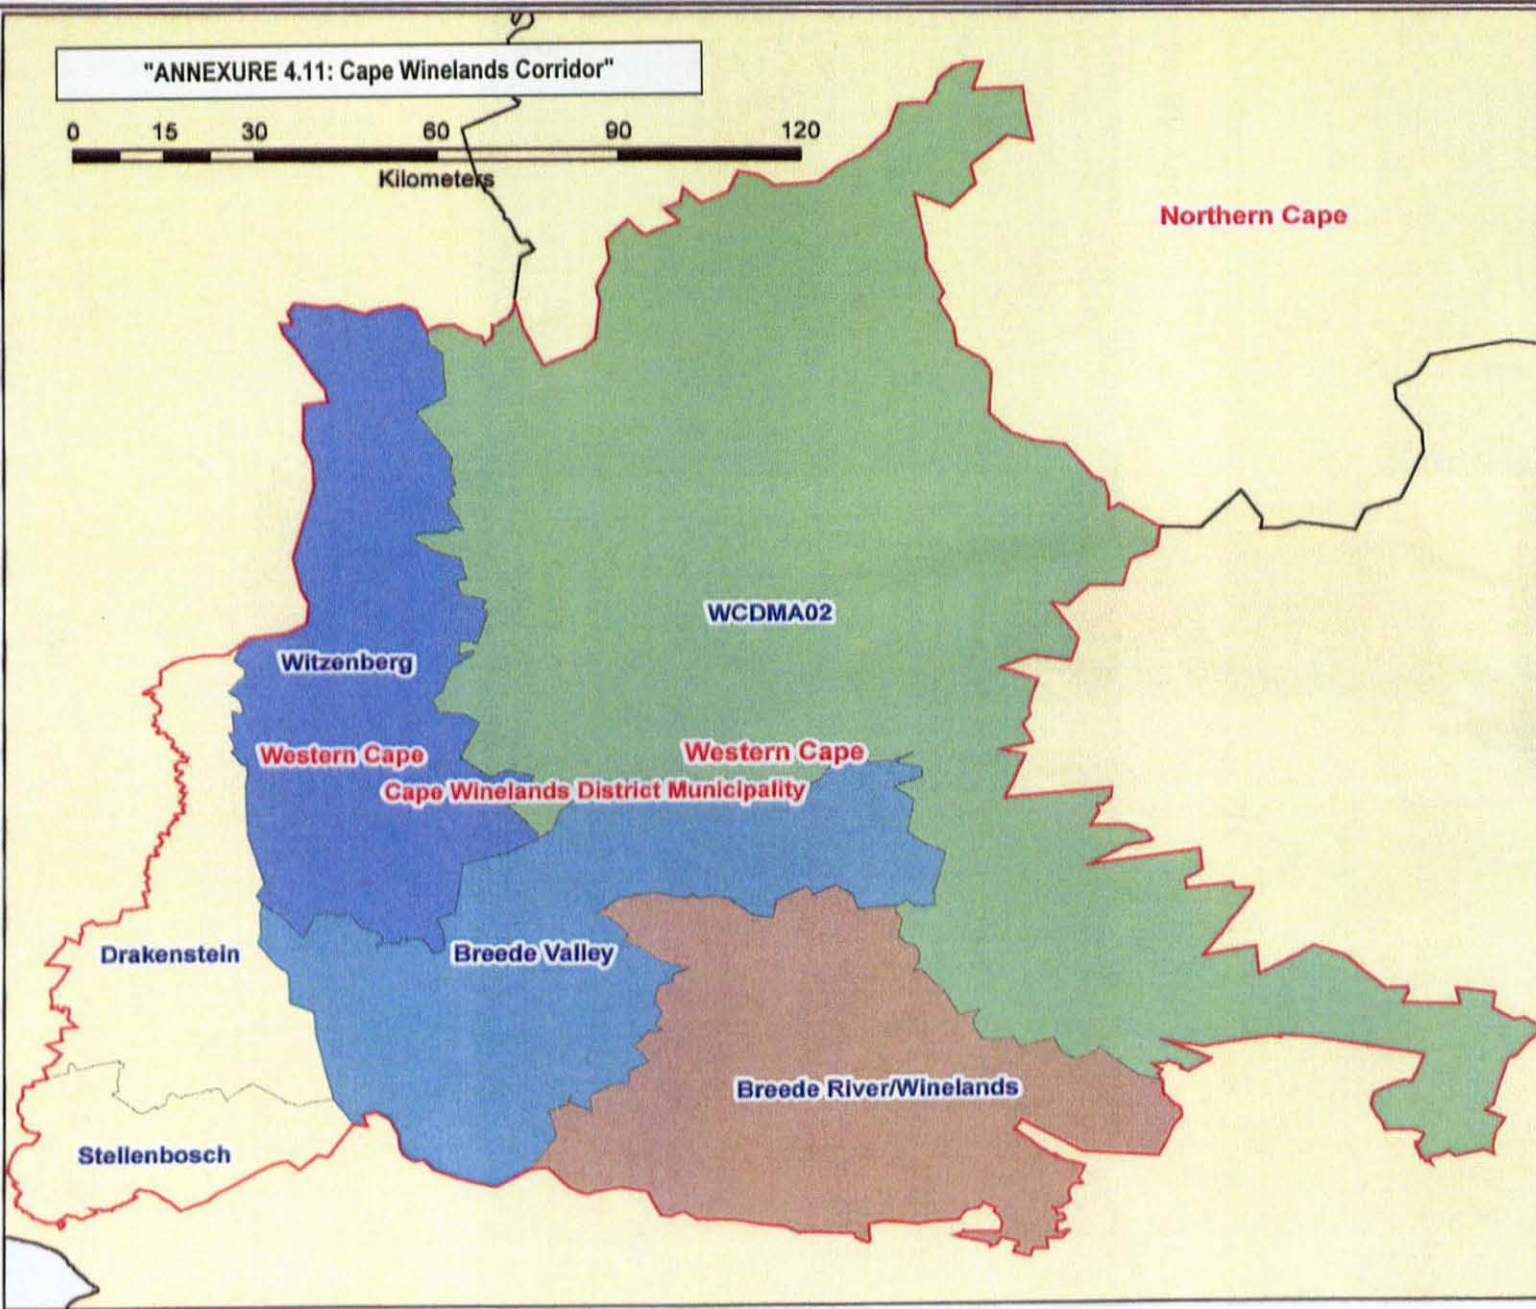 "ANNEXURE 4.11: Cape Winelands Corridor"
0 15 30 60 90 120
Kilometers
Northern Cape
WCDMA02
Witzenberg
Western Cape
Western Cape
Cape Winelands District Municipality
Drakenstein
Breede Valley
Breede River/Winelands
Stellenbosch